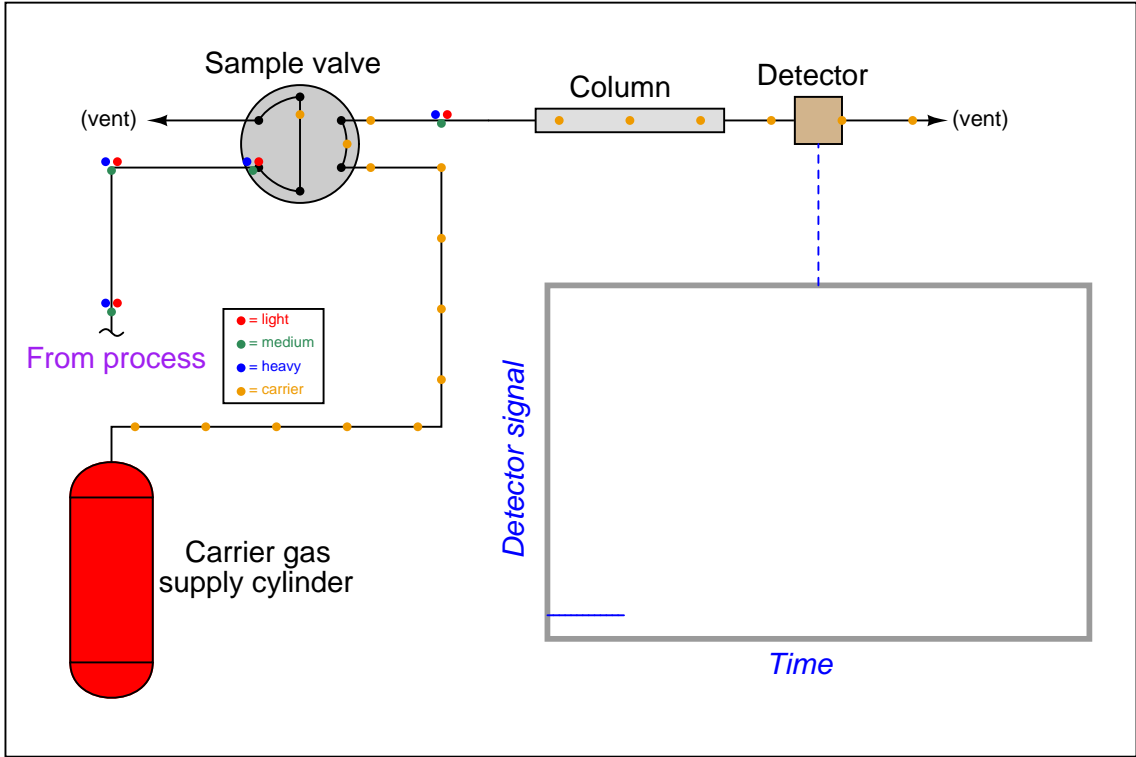 Sample valve
Column
Detector
(vent)
(vent)
From process
= light
= medium
= heavy
= carrier
Detector signal
Carrier gas
supply cylinder
Time